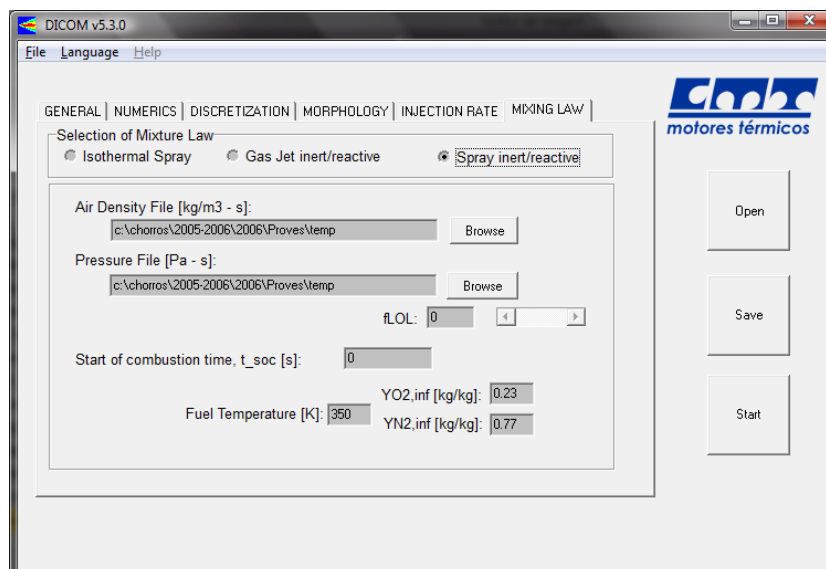 DICOM v5.3.0
File Language Help
GENERAL NUMERICS DISCRETIZATION MORPHOLOGY INJECTION RATE MIXING LAW
Selection of Mixture Law
Isothermal Spray Gas Jet inert/reactive Spray inert/reactive
Air Density File [kg/m3 - s]:
c:\chorros\2005-2006\2006\Proves\temp Browse
Pressure File [Pa - s]:
c:\chorros\2005-2006\2006\Proves\temp Browse
fLOL: 0
Start of combustion time, t_soc [s]: 0
YO2,inf [kg/kg]: 0.23
Fuel Temperature [K]: 350
YN2,inf [kg/kg]: 0.77
cmt
motores térmicos
Open
Save
Start